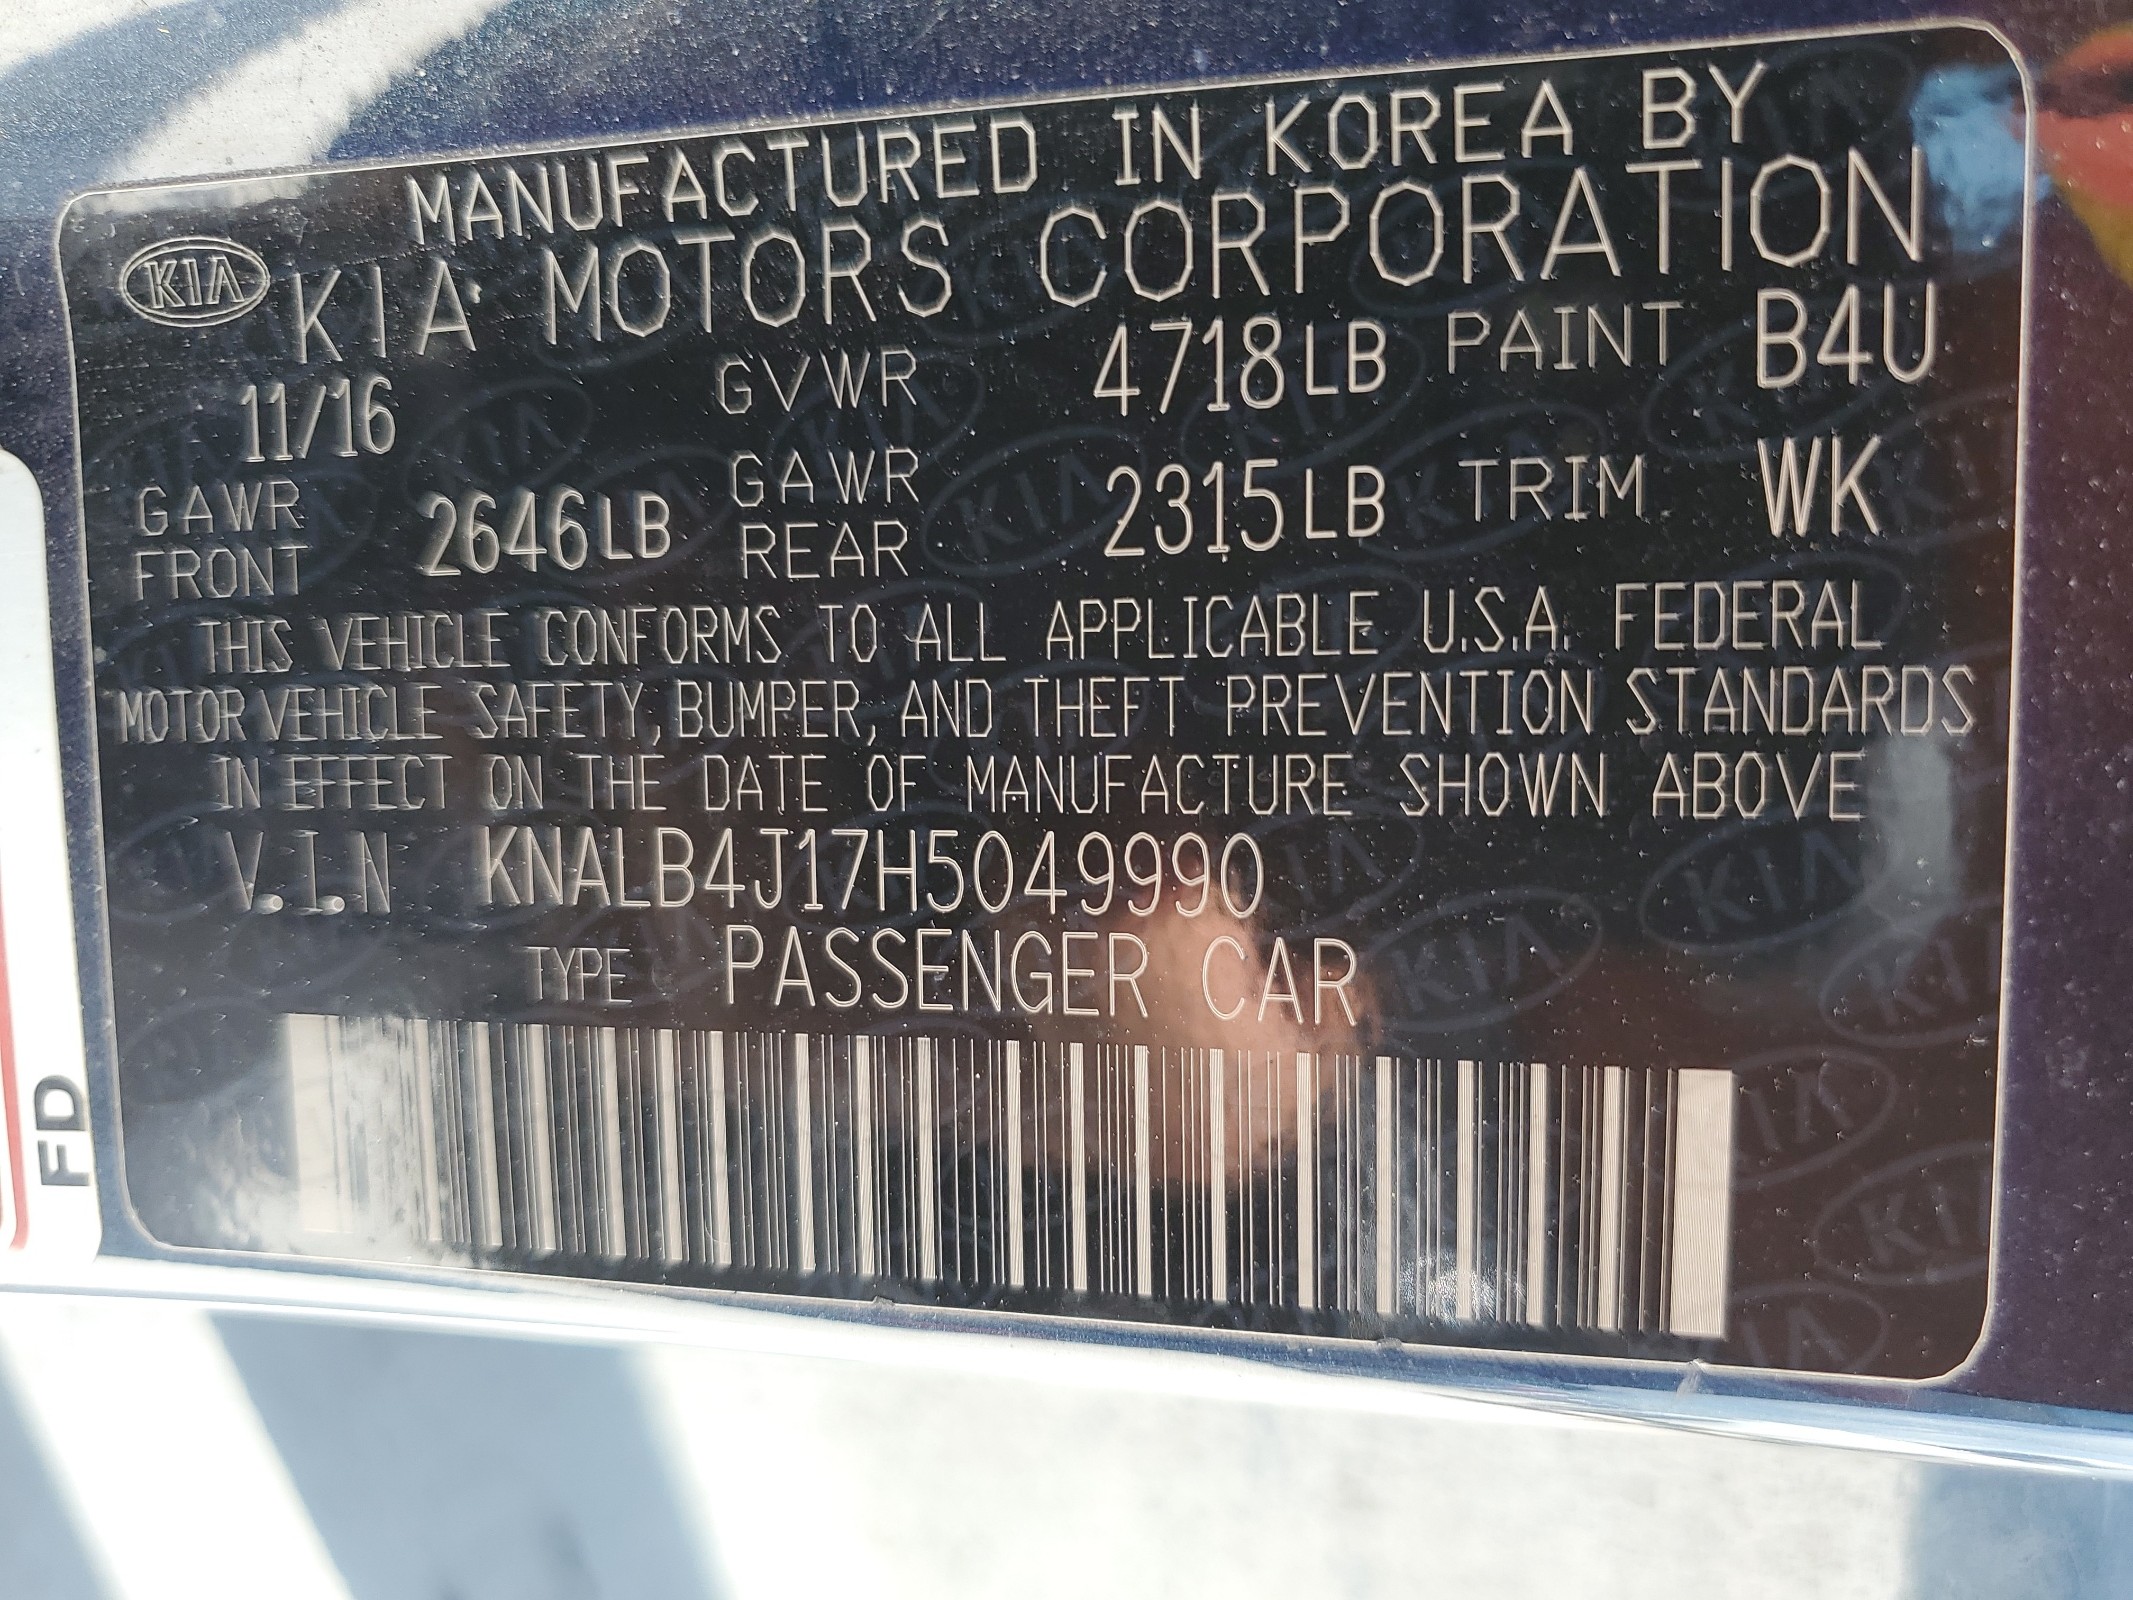 MANUFACTURED IN KOREA BY
KIA KIA MOTORS CORPORATION
11/16 GVWR 4718LB PAINT B4U
GAWR FRONT 2646LB GAWR REAR 2315LB TRIM WK
THIS VEHICLE CONFORMS TO ALL APPLICABLE U.S.A. FEDERAL
MOTOR VEHICLE SAFETY, BUMPER, AND THEFT PREVENTION STANDARDS
IN EFFECT ON THE DATE OF MANUFACTURE SHOWN ABOVE
V.I.N KNALB4J17H5049990
TYPE PASSENGER CAR
FD